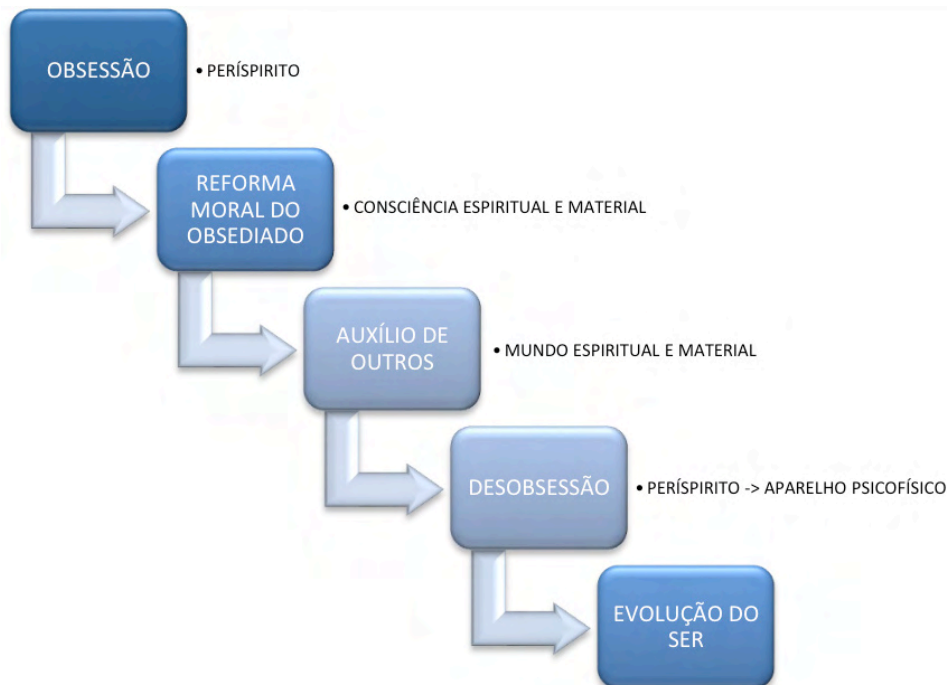 OBSESSÃO
• PERÍSPIRITO
REFORMA
MORAL DO
OBSEDIADO
• CONSCIÊNCIA ESPIRITUAL E MATERIAL
AUXÍLIO DE
OUTROS
• MUNDO ESPIRITUAL E MATERIAL
DESOBSESSÃO
• PERÍSPIRITO -> APARELHO PSICOFÍSICO
EVOLUÇÃO DO
SER